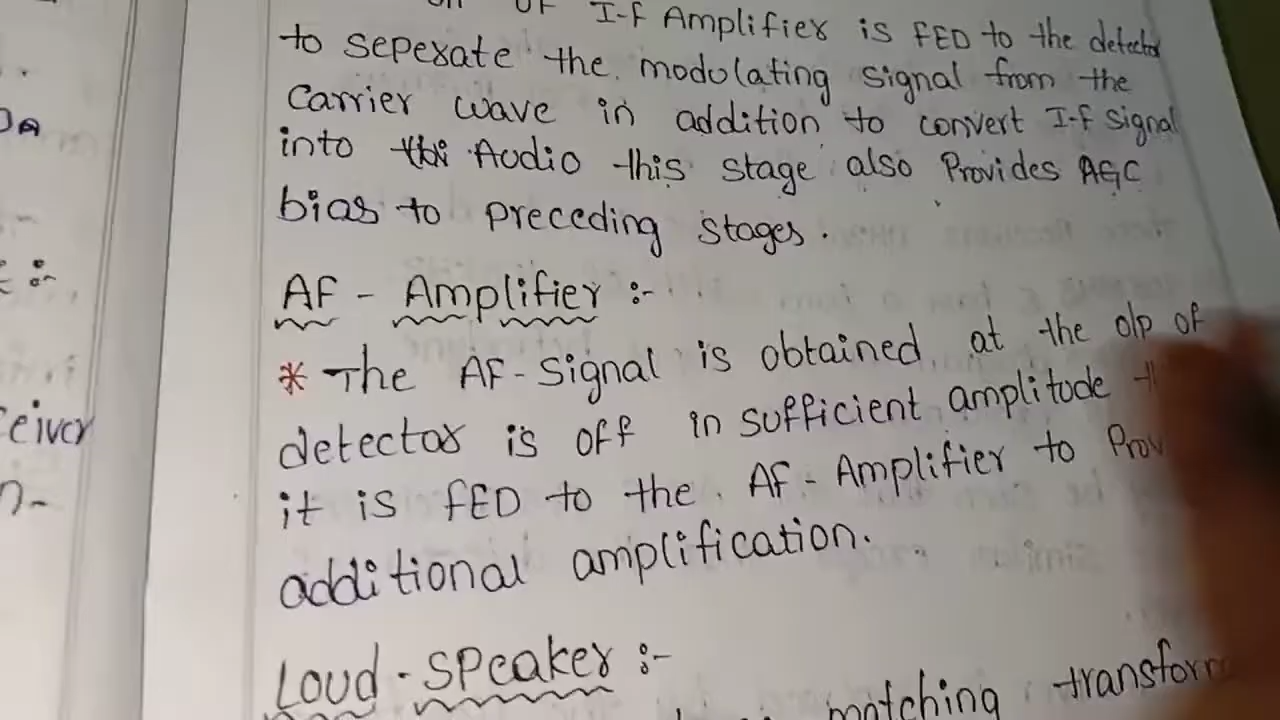 OF I-F Amplifier is FED to the detector
to seperate the modulating signal from the
Carrier wave in addition to convert I-F signal
into the Audio this stage also Provides AGC
bias to preceding stages.
AF - Amplifier :-
* The AF-Signal is obtained at the o/p of
detector is off in sufficient amplitude
it is FED to the AF-Amplifier to
additional amplification.
Loud-speaker :-
matching